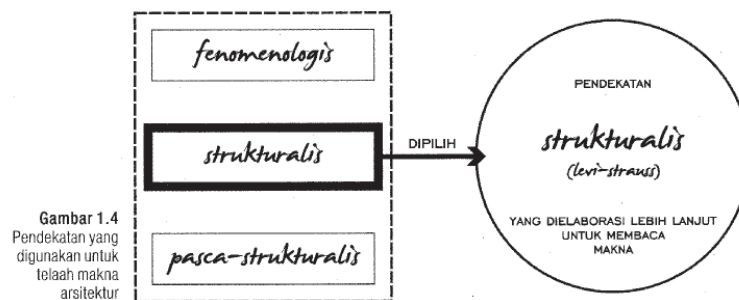 fenomenologis
strukturalis
pasca-strukturalis
DIPILIH
PENDEKATAN
strukturalis
(levi-strauss)
YANG DIELABORASI LEBIH LANJUT
UNTUK MEMBACA
MAKNA
Gambar 1.4
Pendekatan yang
digunakan untuk
telaah makna
arsitektur